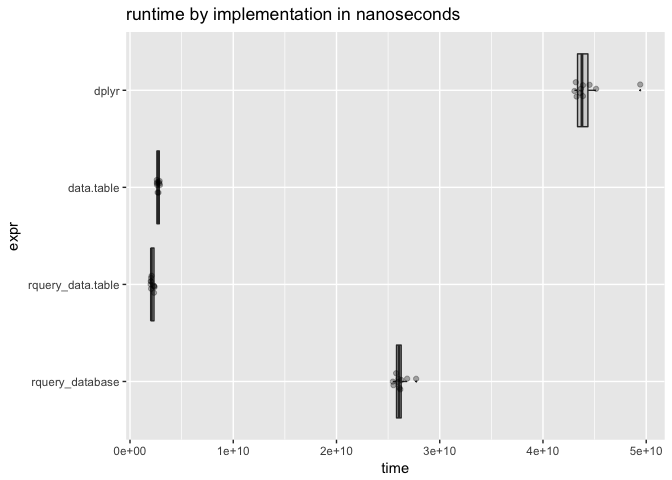 runtime by implementation in nanoseconds
dplyr
data.table
rquery_data.table
rquery_database
expr
0e+00 1e+10 2e+10 3e+10 4e+10 5e+10
time